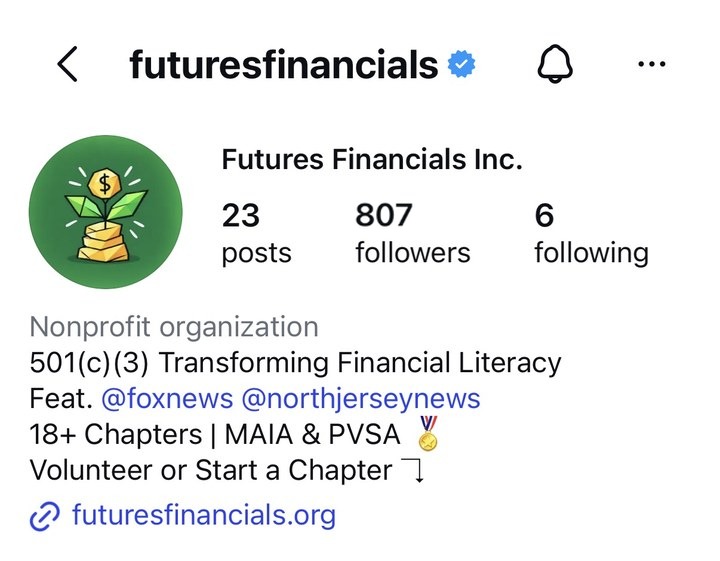 futuresfinancials
$
Futures Financials Inc.
23 807 6
posts followers following
Nonprofit organization
501(c)(3) Transforming Financial Literacy
Feat. @foxnews @northjerseynews
18+ Chapters | MAIA & PVSA 🏅
Volunteer or Start a Chapter ⤵
futuresfinancials.org